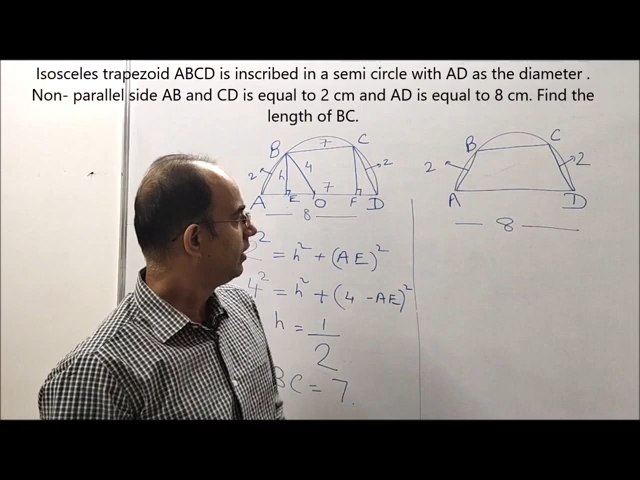 Isosceles trapezoid ABCD is inscribed in a semi circle with AD as the diameter .
Non- parallel side AB and CD is equal to 2 cm and AD is equal to 8 cm. Find the
length of BC.
B 7 C
2 h 4 2
7
A E O F D
8
2² = h² + (AE)²
4² = h² + (4 - AE)²
h = 1/2
BC = 7
B C
2 2
A D
8